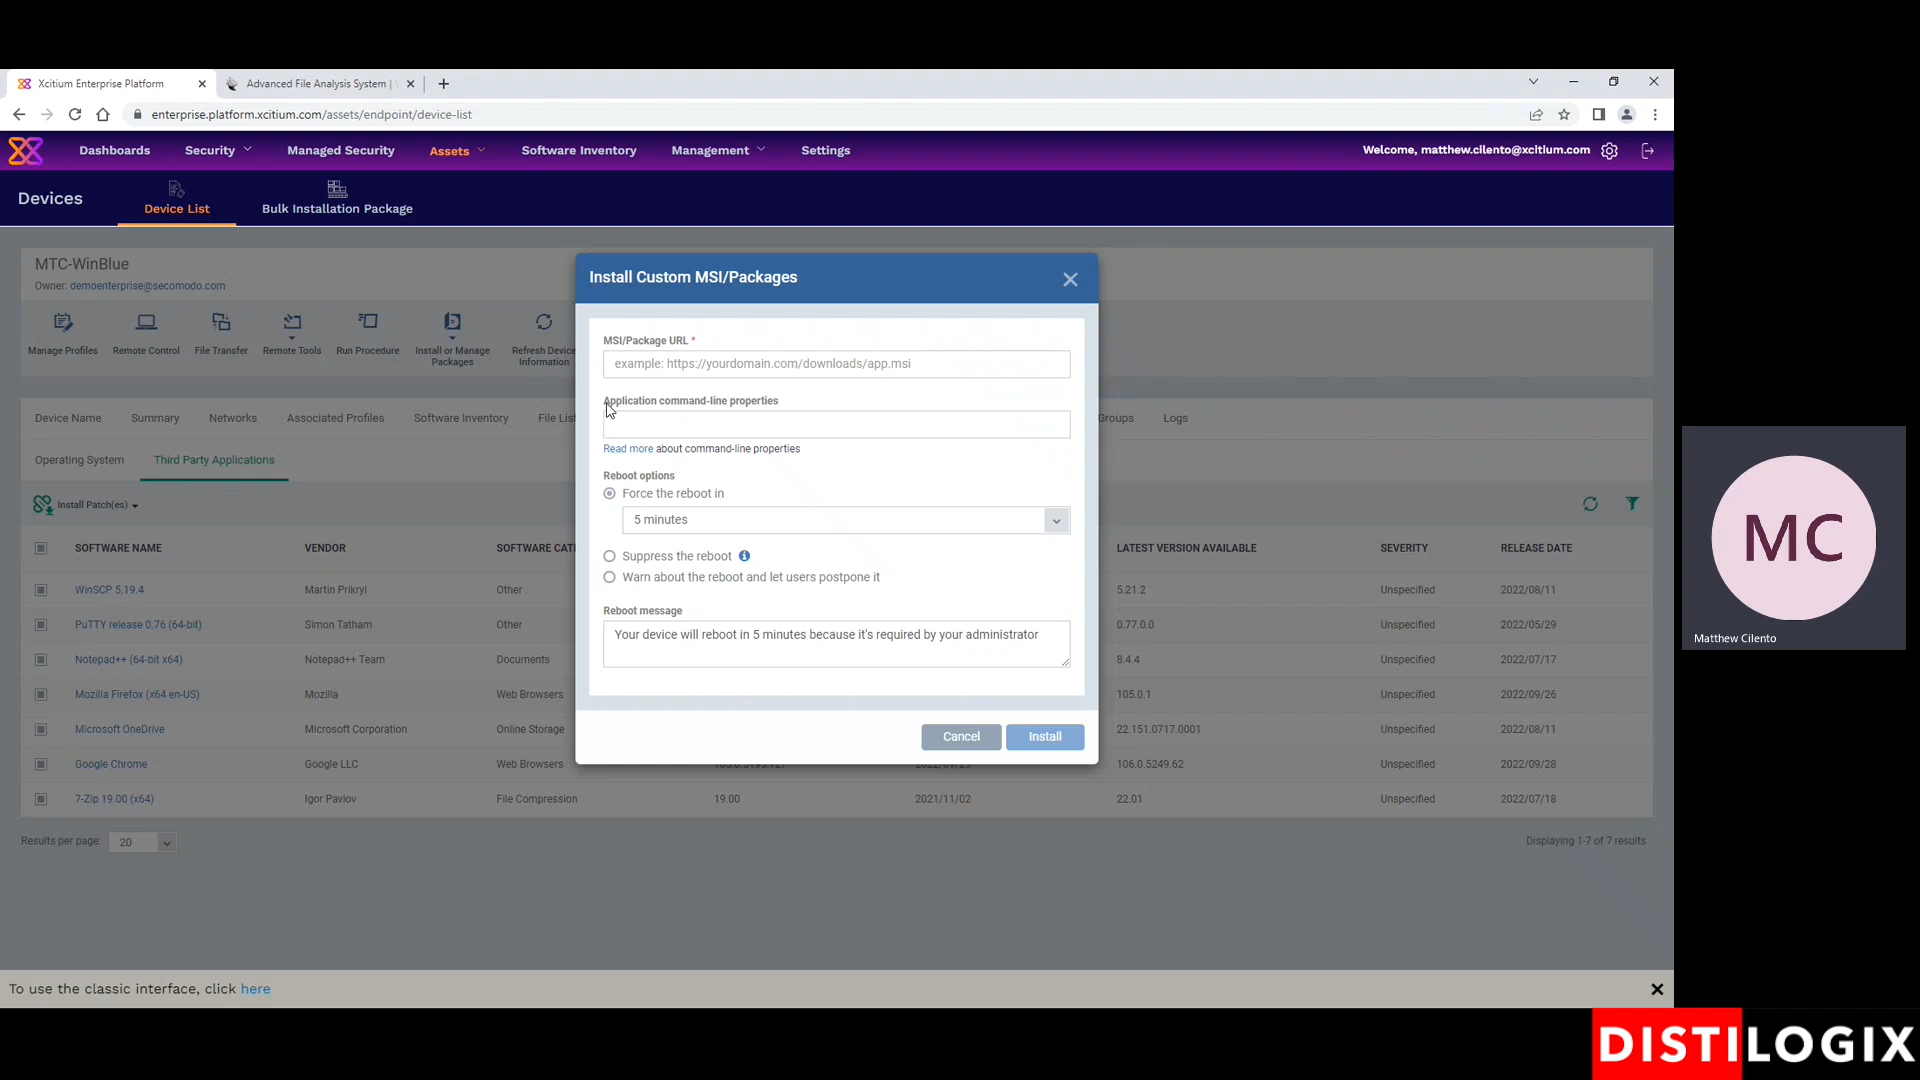 Xcitium Enterprise Platform
Advanced File Analysis System |
enterprise.platform.xcitium.com/assets/endpoint/device-list
Dashboards Security Managed Security Assets Software Inventory Management Settings Welcome, matthew.cilento@xcitium.com
Devices Device List Bulk Installation Package
MTC-WinBlue
Owner: demoenterprise@secomodo.com
Manage Profiles Remote Control File Transfer Remote Tools Run Procedure Install or Manage Packages Refresh Device Information
Install Custom MSI/Packages
MSI/Package URL *
example: https://yourdomain.com/downloads/app.msi
Application command-line properties
Read more about command-line properties
Reboot options
Force the reboot in
5 minutes
Suppress the reboot
Warn about the reboot and let users postpone it
Reboot message
Your device will reboot in 5 minutes because it's required by your administrator
Cancel Install
Device Name Summary Networks Associated Profiles Software Inventory File List Groups Logs
Operating System Third Party Applications
Install Patch(es)
SOFTWARE NAME VENDOR SOFTWARE CATE LATEST VERSION AVAILABLE SEVERITY RELEASE DATE
WinSCP 5.19.4 Martin Prikryl Other 5.21.2 Unspecified 2022/08/11
PuTTY release 0.76 (64-bit) Simon Tatham Other 0.77.0.0 Unspecified 2022/05/29
Notepad++ (64-bit x64) Notepad++ Team Documents 8.4.4 Unspecified 2022/07/17
Mozilla Firefox (x64 en-US) Mozilla Web Browsers 105.0.1 Unspecified 2022/09/26
Microsoft OneDrive Microsoft Corporation Online Storage 22.151.0717.0001 Unspecified 2022/08/11
Google Chrome Google LLC Web Browsers 106.0.5249.62 Unspecified 2022/09/28
7-Zip 19.00 (x64) Igor Pavlov File Compression 19.00 2021/11/02 22.01 Unspecified 2022/07/18
Results per page: 20 Displaying 1-7 of 7 results
To use the classic interface, click here
MC
Matthew Cilento
DISTILOGIX